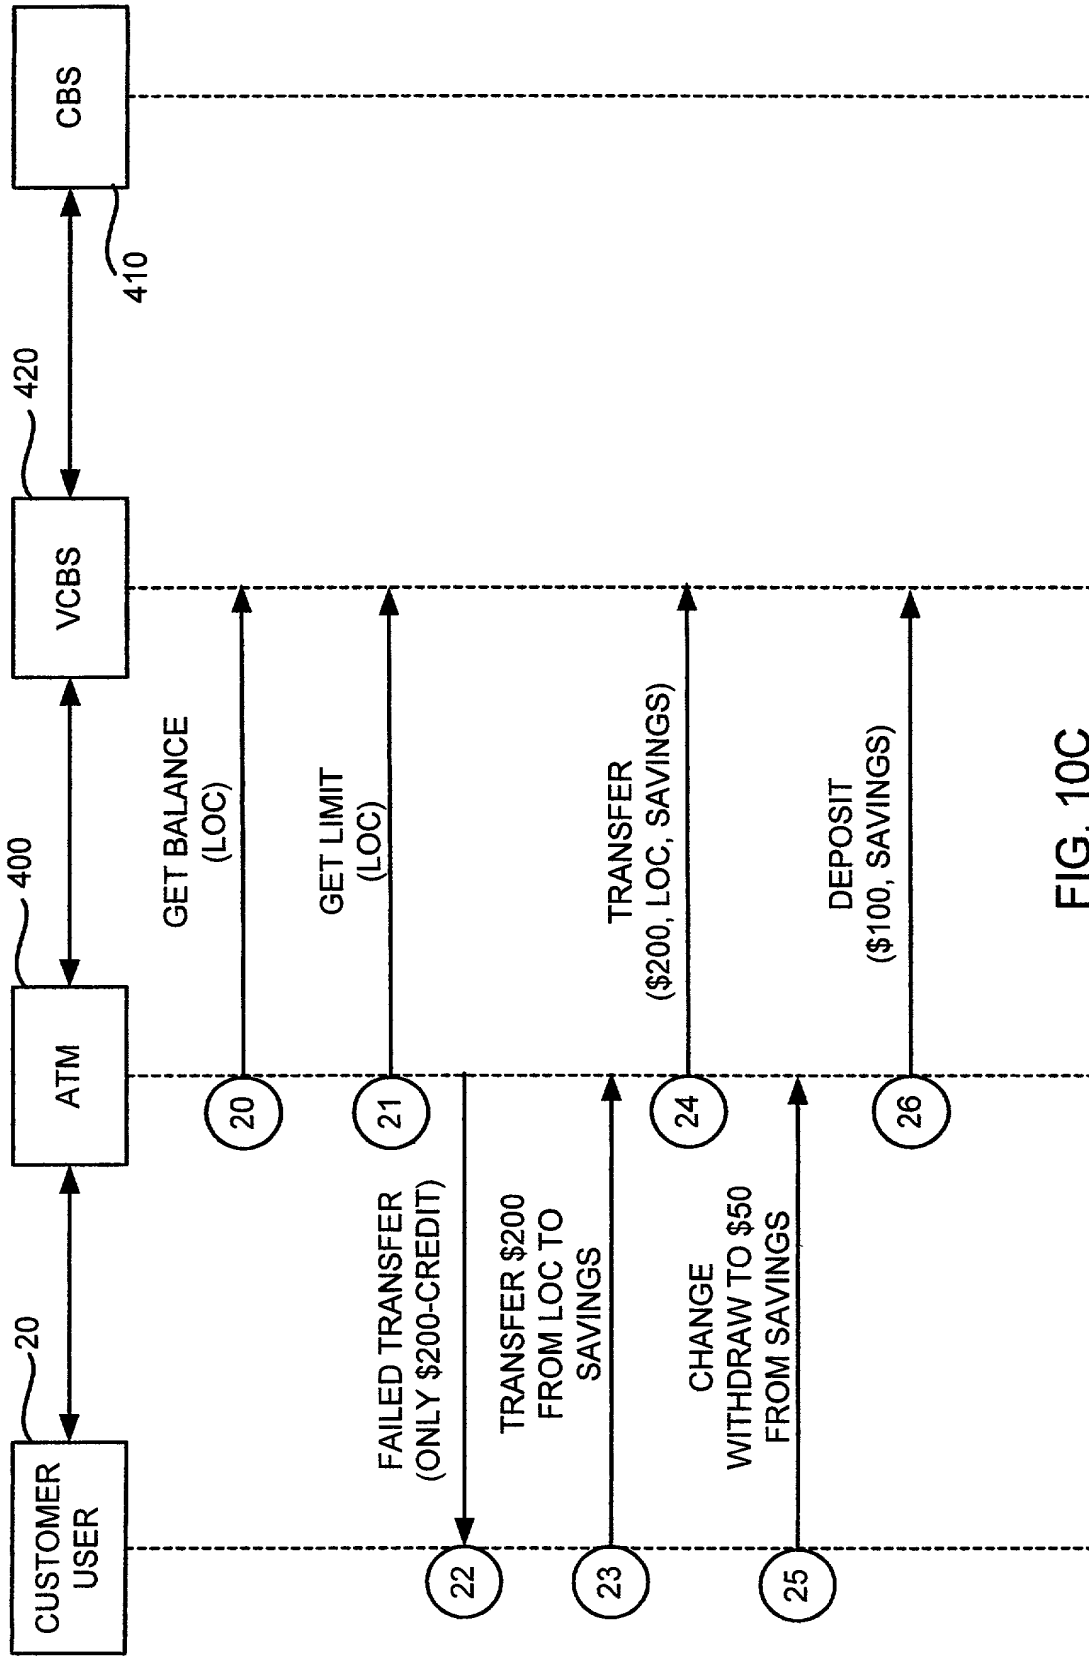 CUSTOMER
USER
20
ATM
400
VCBS
420
CBS
410
GET BALANCE
(LOC)
20
GET LIMIT
(LOC)
21
FAILED TRANSFER
(ONLY $200-CREDIT)
22
TRANSFER $200
FROM LOC TO
SAVINGS
23
TRANSFER
($200, LOC, SAVINGS)
24
CHANGE
WITHDRAW TO $50
FROM SAVINGS
25
DEPOSIT
($100, SAVINGS)
26
FIG. 10C